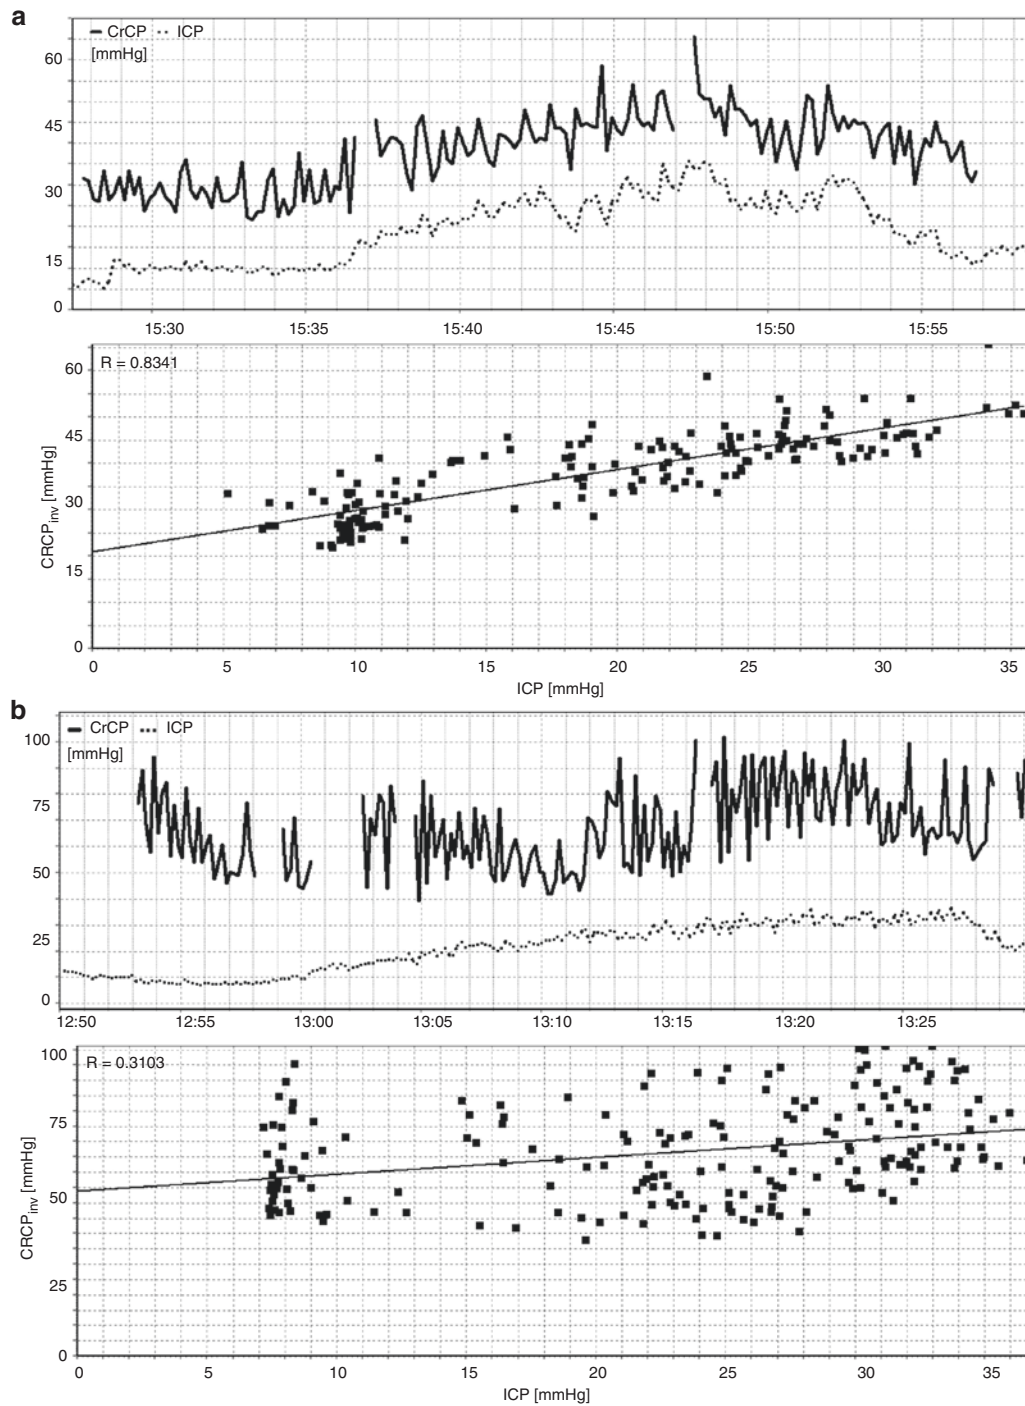 a
CrCP ICP
[mmHg]
60
45
30
15
0
15:30 15:35 15:40 15:45 15:50 15:55
R = 0.8341
60
45
30
15
0
CRCPinv [mmHg]
0 5 10 15 20 25 30 35
ICP [mmHg]
b
CrCP ICP
[mmHg]
100
75
50
25
0
12:50 12:55 13:00 13:05 13:10 13:15 13:20 13:25
R = 0.3103
100
75
50
25
0
CRCPinv [mmHg]
0 5 10 15 20 25 30 35
ICP [mmHg]